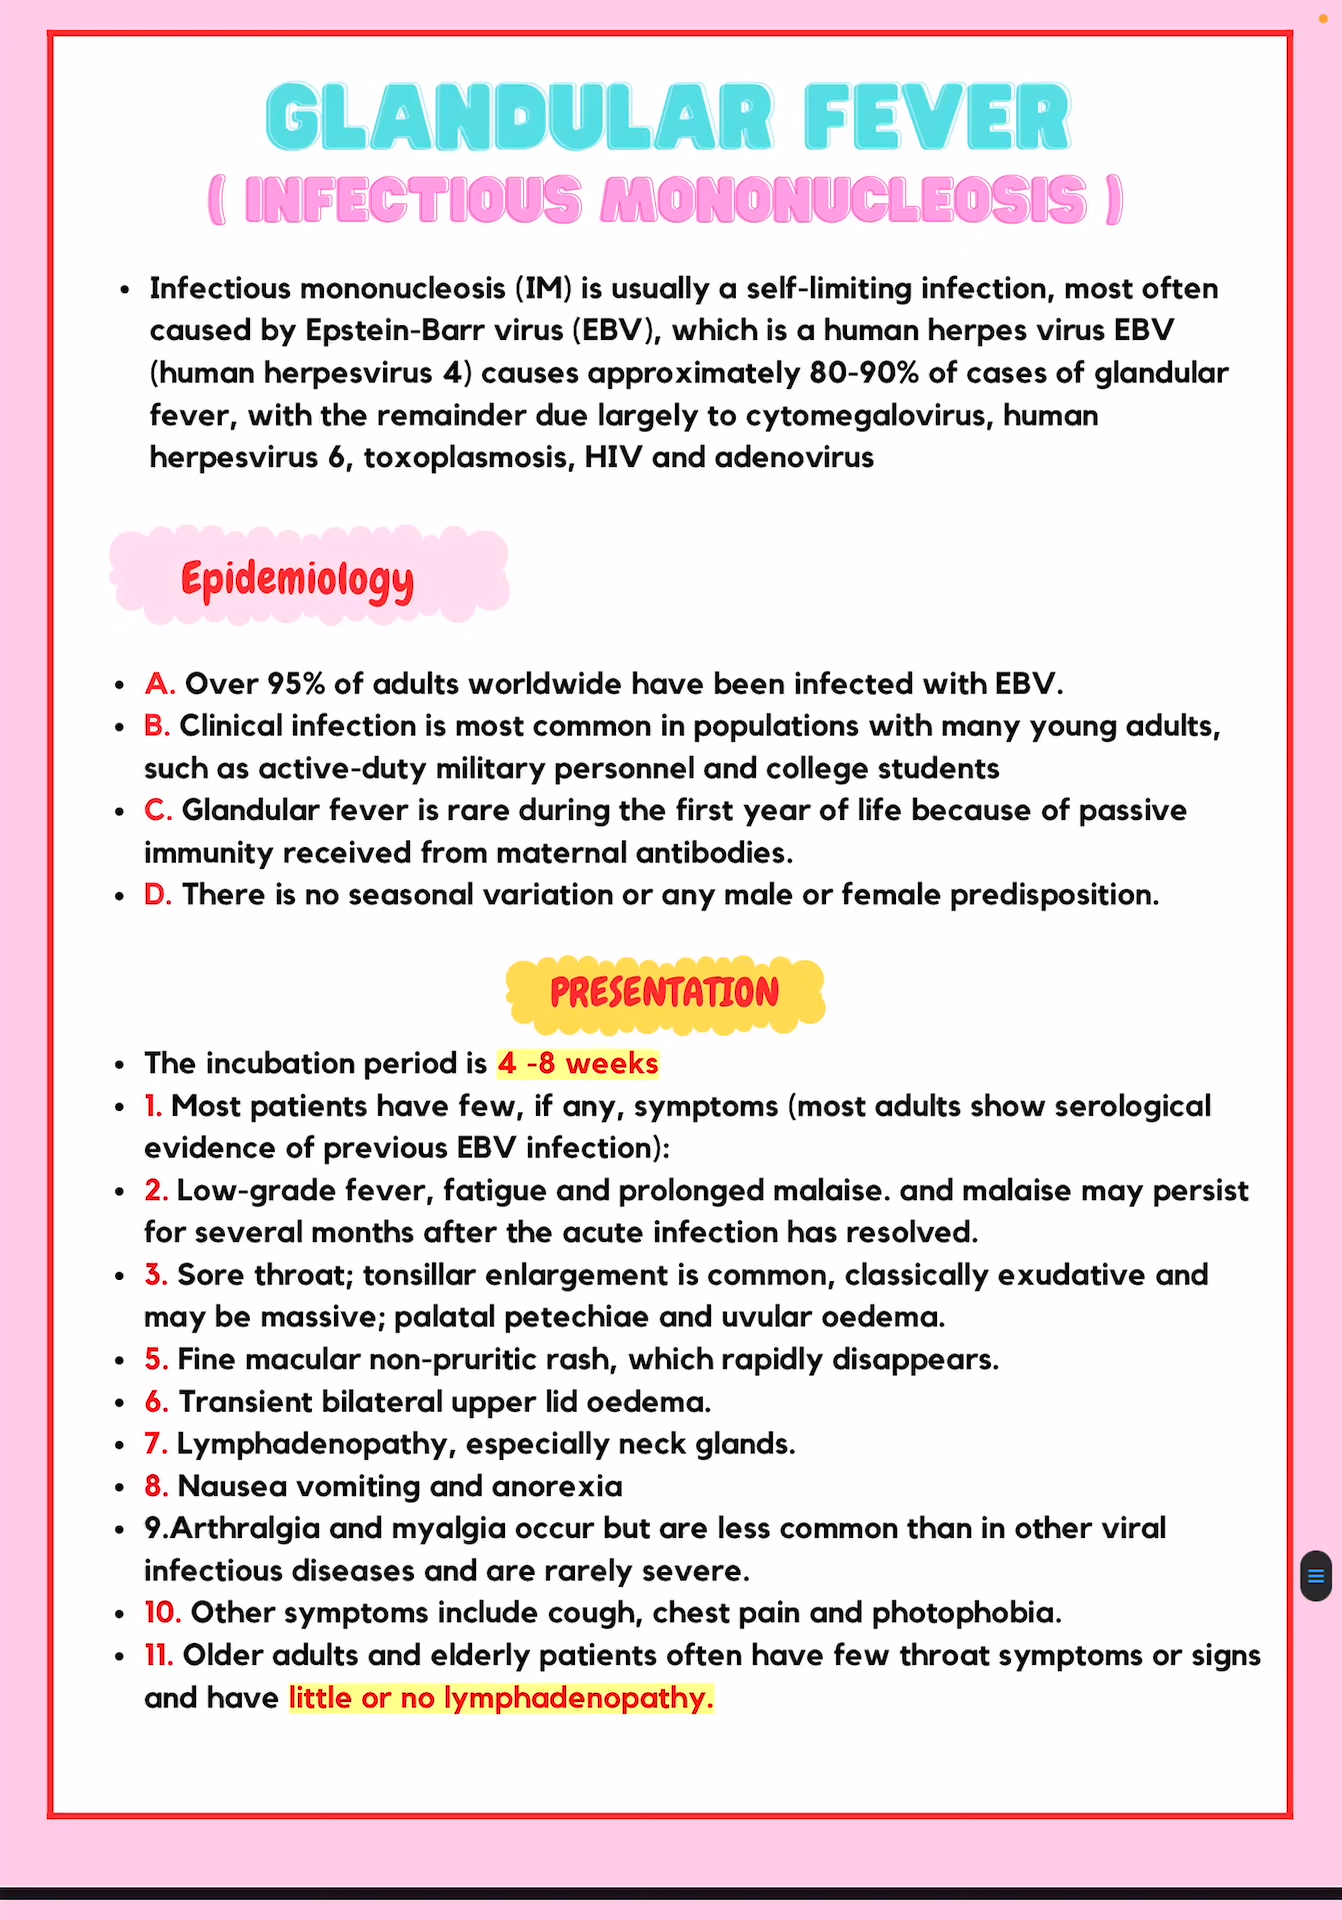 GLANDULAR FEVER
( INFECTIOUS MONONUCLEOSIS )
• Infectious mononucleosis (IM) is usually a self-limiting infection, most often
caused by Epstein-Barr virus (EBV), which is a human herpes virus EBV
(human herpesvirus 4) causes approximately 80-90% of cases of glandular
fever, with the remainder due largely to cytomegalovirus, human
herpesvirus 6, toxoplasmosis, HIV and adenovirus
Epidemiology
• A. Over 95% of adults worldwide have been infected with EBV.
• B. Clinical infection is most common in populations with many young adults,
such as active-duty military personnel and college students
• C. Glandular fever is rare during the first year of life because of passive
immunity received from maternal antibodies.
• D. There is no seasonal variation or any male or female predisposition.
PRESENTATION
• The incubation period is 4 -8 weeks
• 1. Most patients have few, if any, symptoms (most adults show serological
evidence of previous EBV infection):
• 2. Low-grade fever, fatigue and prolonged malaise. and malaise may persist
for several months after the acute infection has resolved.
• 3. Sore throat; tonsillar enlargement is common, classically exudative and
may be massive; palatal petechiae and uvular oedema.
• 5. Fine macular non-pruritic rash, which rapidly disappears.
• 6. Transient bilateral upper lid oedema.
• 7. Lymphadenopathy, especially neck glands.
• 8. Nausea vomiting and anorexia
• 9.Arthralgia and myalgia occur but are less common than in other viral
infectious diseases and are rarely severe.
• 10. Other symptoms include cough, chest pain and photophobia.
• 11. Older adults and elderly patients often have few throat symptoms or signs
and have little or no lymphadenopathy.